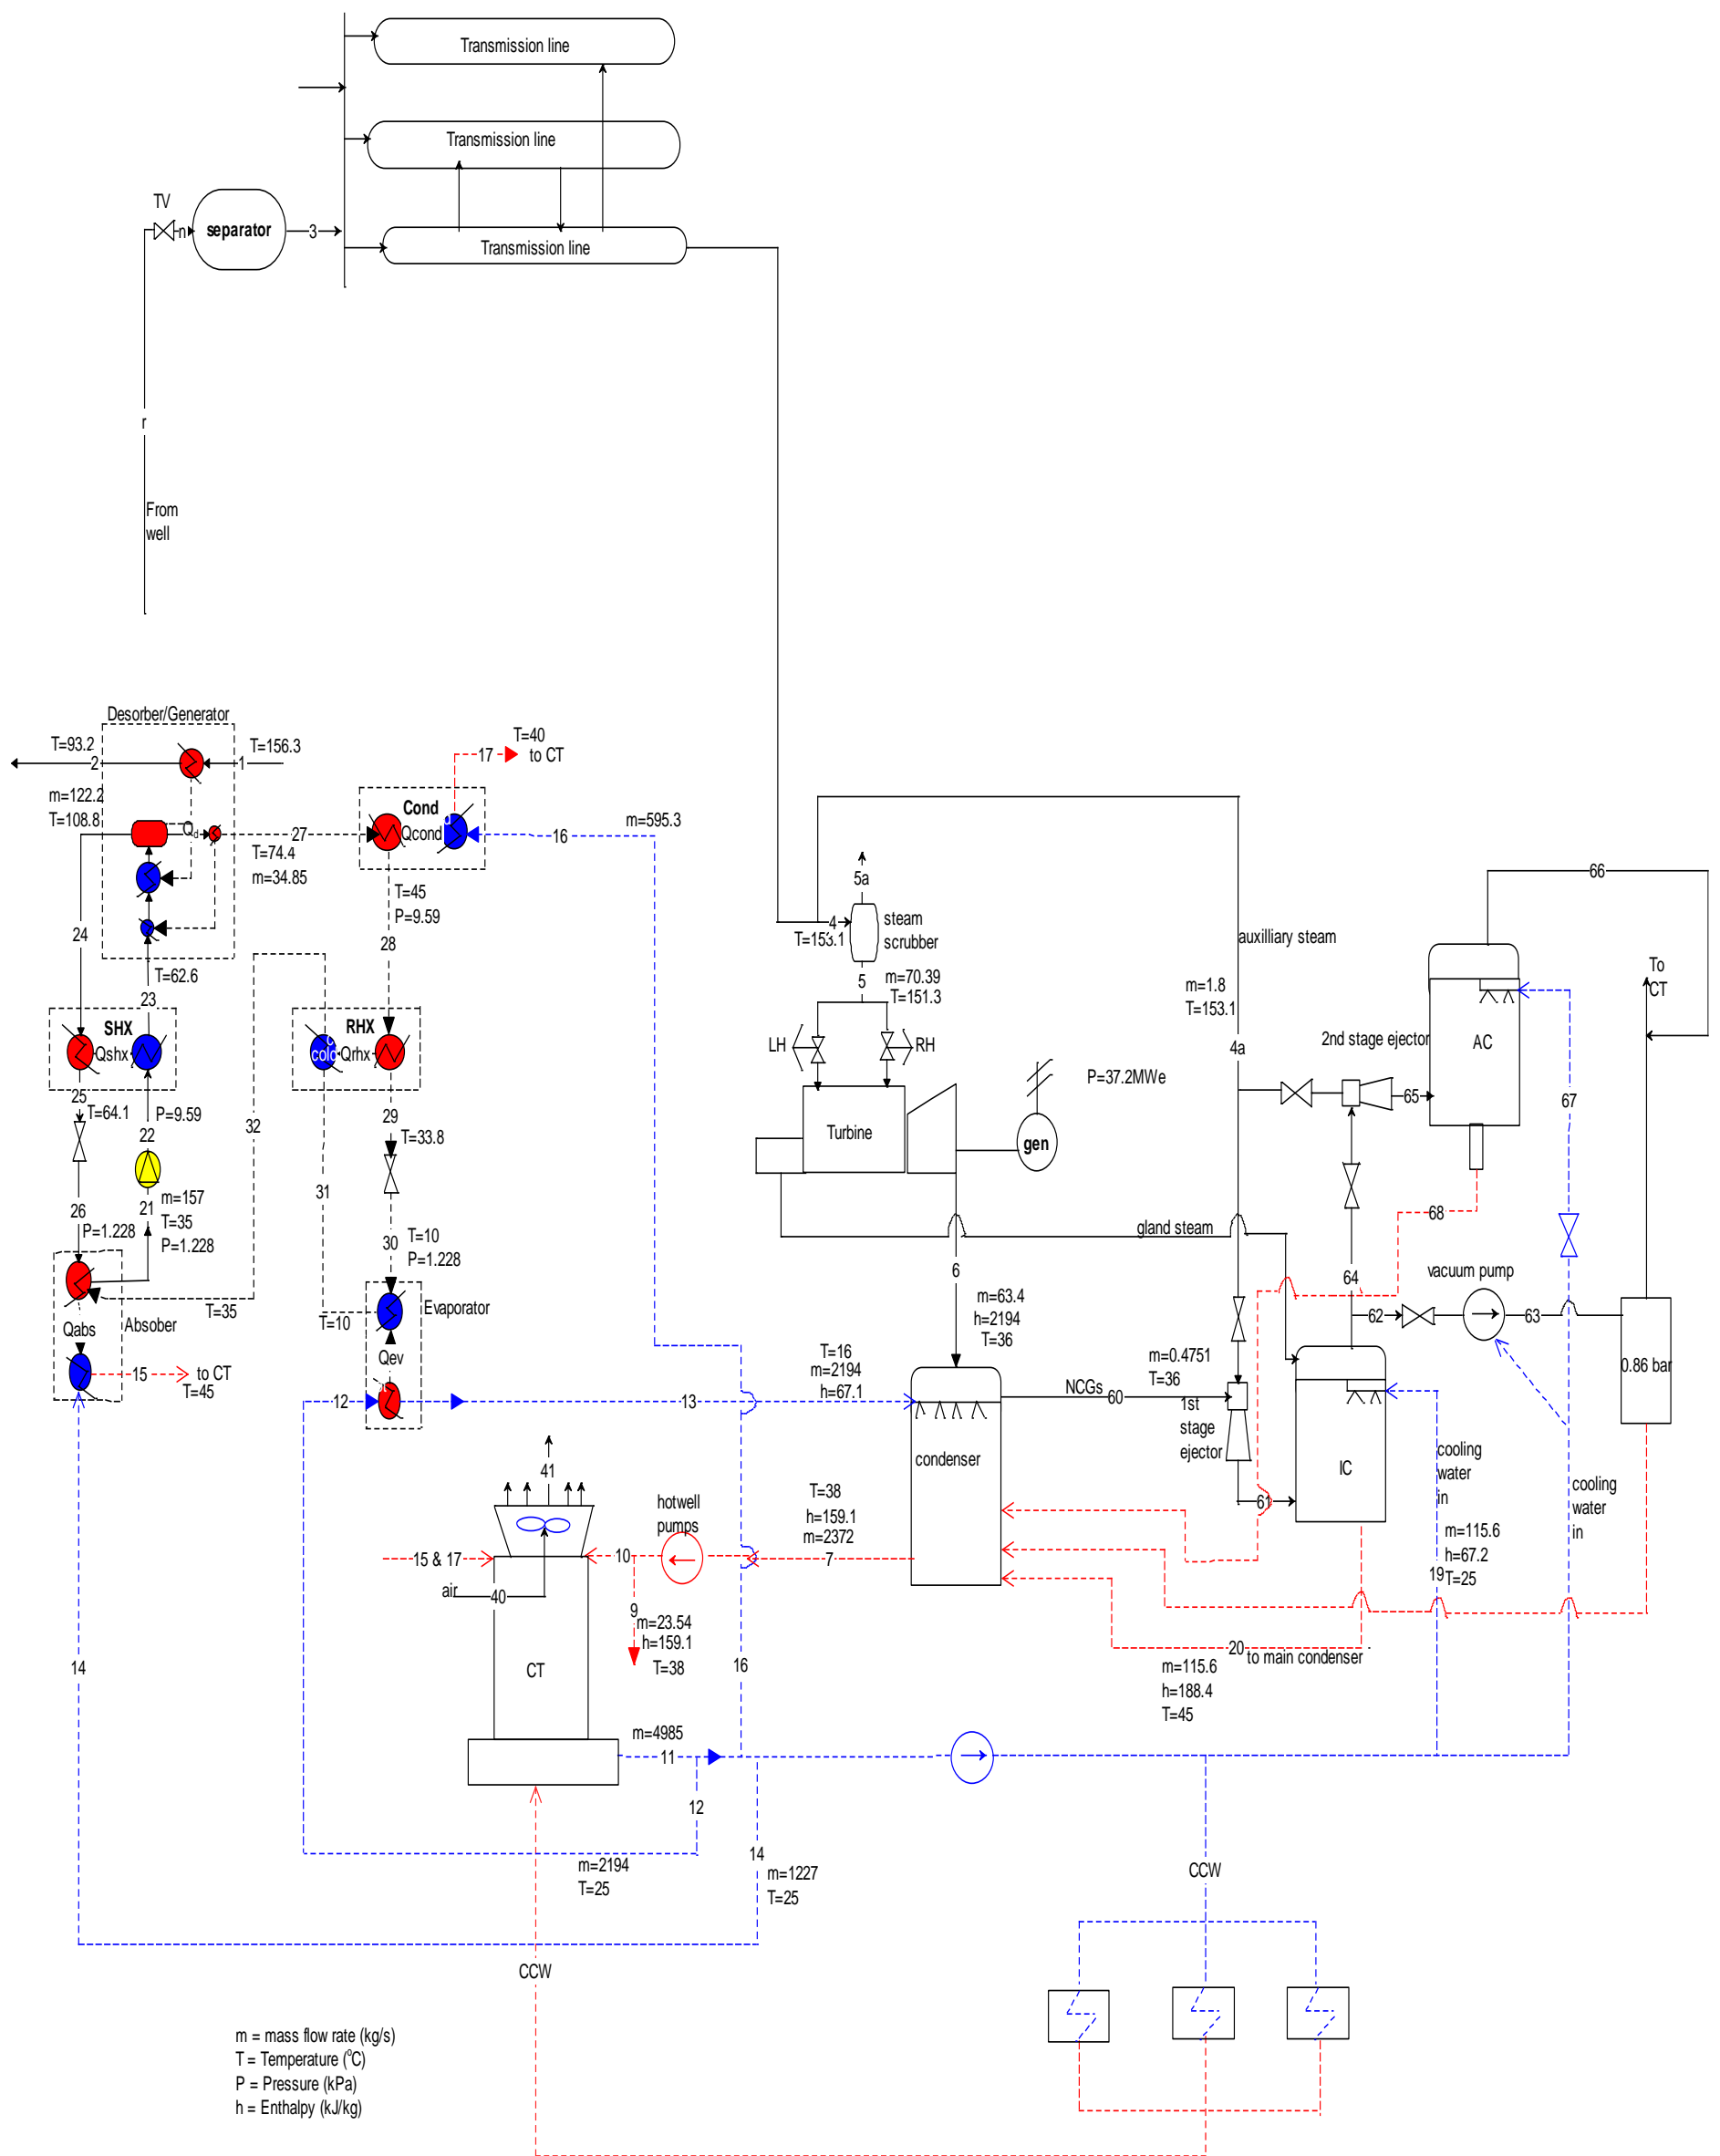 Transmission line
Transmission line
TV
n
separator
3
Transmission line
r
From
well
Desorber/Generator
T=93.2
2
1
T=156.3
m=122.2
T=108.8
Qd
27
T=74.4
m=34.85
24
T=62.6
23
T=40
17
to CT
Cond
Qcond
16
m=595.3
T=45
P=9.59
28
SHX
Qshx
RHX
cold
Qrhx
25
T=64.1
P=9.59
22
32
29
T=33.8
26
21
m=157
T=35
P=1.228
P=1.228
31
30
T=10
P=1.228
T=35
T=10
Evaporator
Absober
Qabs
Qev
15
to CT
T=45
12
13
5a
4
T=153.1
steam
scrubber
5
m=70.39
T=151.3
LH
RH
Turbine
gen
P=37.2MWe
auxilliary steam
m=1.8
T=153.1
4a
2nd stage ejector
AC
65
66
To
CT
67
68
gland steam
6
m=63.4
h=2194
T=36
64
vacuum pump
62
63
0.86 bar
T=16
m=2194
h=67.1
NCGs
60
m=0.4751
T=36
1st
stage
ejector
condenser
IC
61
cooling
water
in
cooling
water
in
41
hotwell
pumps
T=38
h=159.1
m=2372
7
15 & 17
10
air
40
9
m=23.54
h=159.1
T=38
m=115.6
h=67.2
T=25
19
14
CT
16
20
to main condenser
m=115.6
h=188.4
T=45
m=4985
11
12
14
m=2194
T=25
m=1227
T=25
CCW
CCW
m = mass flow rate (kg/s)
T = Temperature (°C)
P = Pressure (kPa)
h = Enthalpy (kJ/kg)